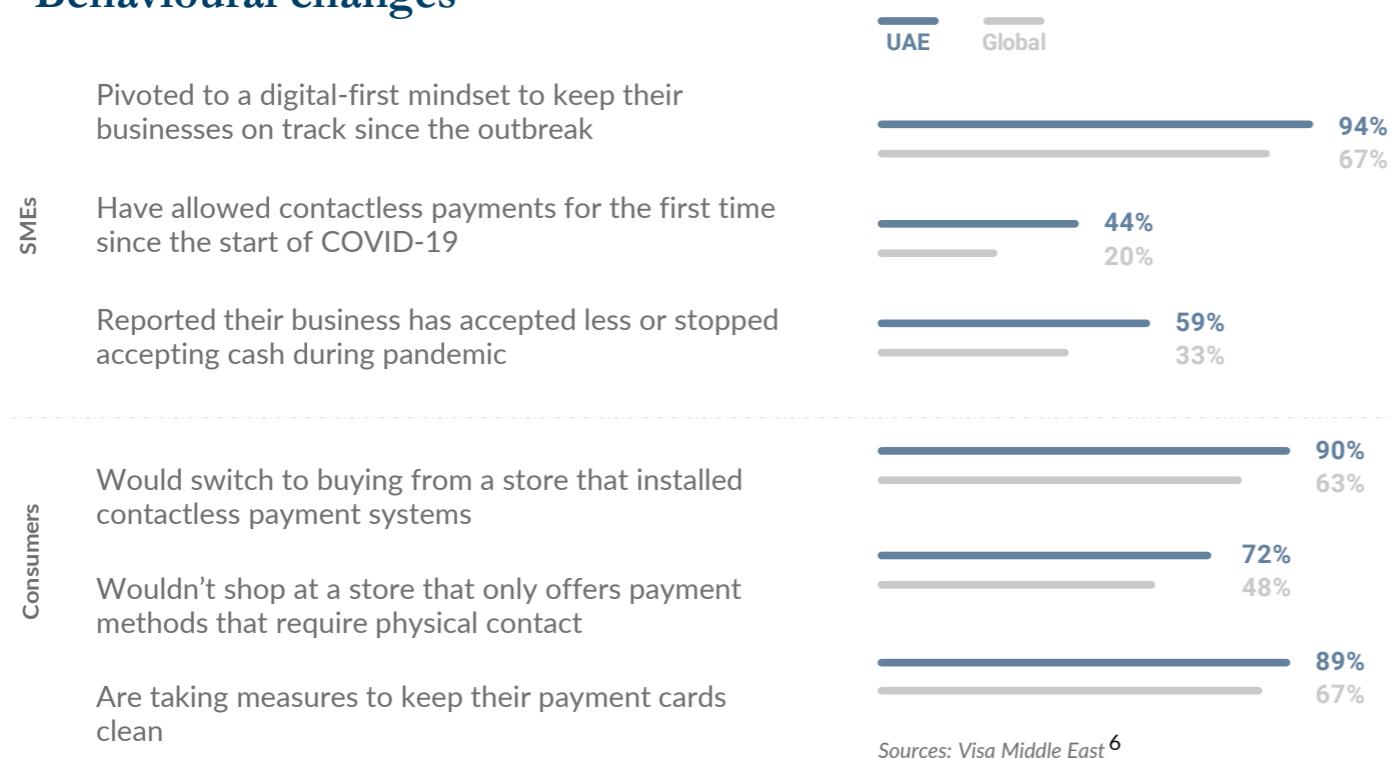 Behavioural changes
UAE
Global
SMEs
Pivoted to a digital-first mindset to keep their
businesses on track since the outbreak
94%
67%
Have allowed contactless payments for the first time
since the start of COVID-19
44%
20%
Reported their business has accepted less or stopped
accepting cash during pandemic
59%
33%
Consumers
Would switch to buying from a store that installed
contactless payment systems
90%
63%
Wouldn’t shop at a store that only offers payment
methods that require physical contact
72%
48%
Are taking measures to keep their payment cards
clean
89%
67%
Sources: Visa Middle East 6